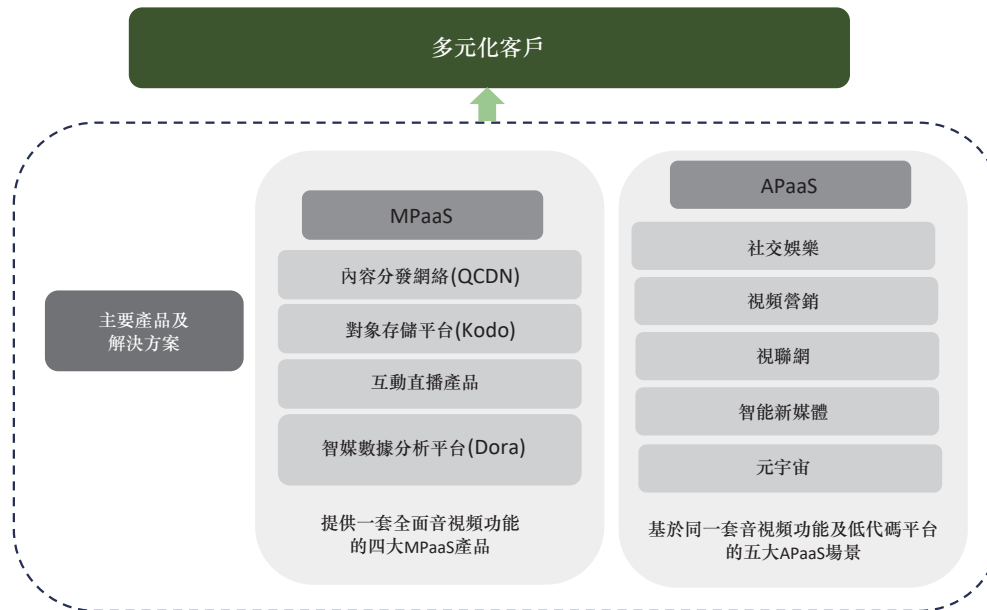 多元化客戶
主要產品及
解決方案
MPaaS
內容分發網絡(QCDN)
對象存儲平台(Kodo)
互動直播產品
智媒數據分析平台(Dora)
提供一套全面音視頻功能
的四大MPaaS產品
APaaS
社交娛樂
視頻營銷
視聯網
智能新媒體
元宇宙
基於同一套音視頻功能及低代碼平台
的五大APaaS場景